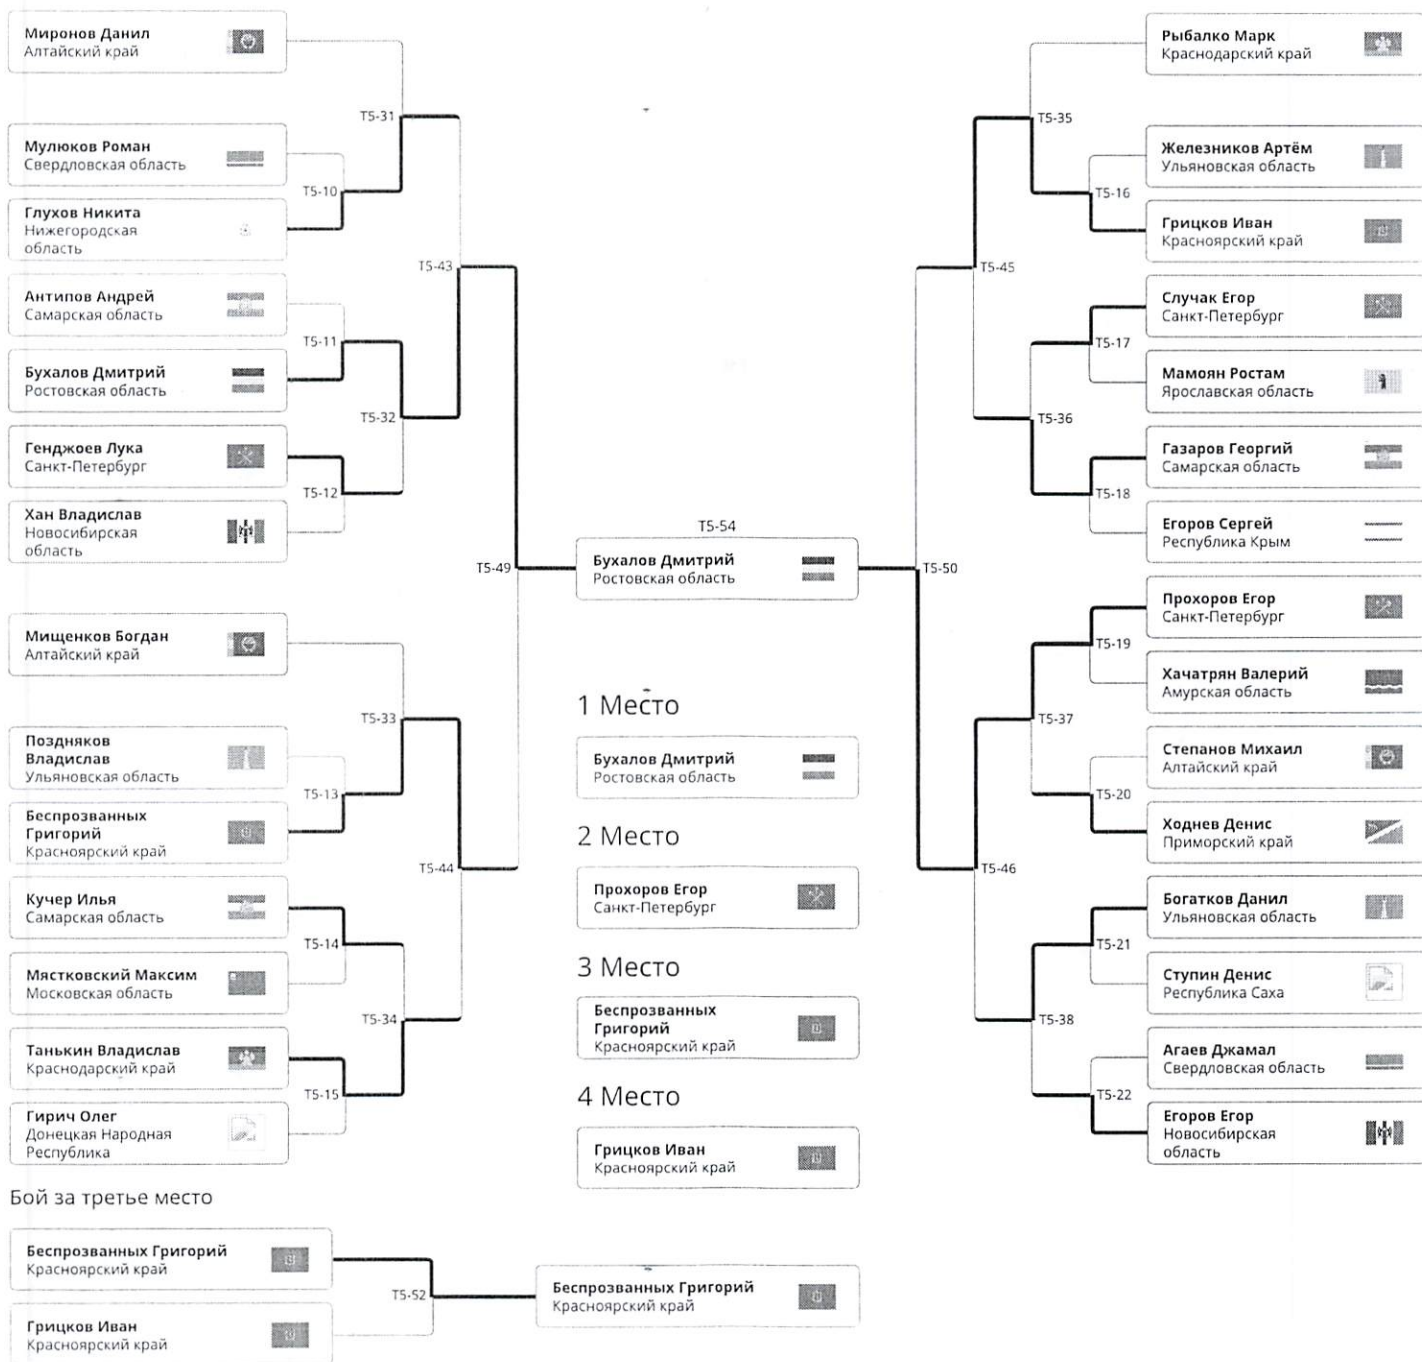 Миронов Данил
Алтайский край
Т5-31
Мулюков Роман
Свердловская область
Т5-10
Глухов Никита
Нижегородская
область
Т5-43
Антипов Андрей
Самарская область
Т5-11
Бухалов Дмитрий
Ростовская область
Т5-32
Генджоев Лука
Санкт-Петербург
Т5-12
Хан Владислав
Новосибирская
область
Т5-49
Мищенков Богдан
Алтайский край
Т5-33
Поздняков
Владислав
Ульяновская область
Т5-13
Беспрозванных
Григорий
Красноярский край
Т5-44
Кучер Илья
Самарская область
Т5-14
Мястковский Максим
Московская область
Т5-34
Танькин Владислав
Краснодарский край
Т5-15
Гирич Олег
Донецкая Народная
Республика
Т5-54
Бухалов Дмитрий
Ростовская область
1 Место
Бухалов Дмитрий
Ростовская область
2 Место
Прохоров Егор
Санкт-Петербург
3 Место
Беспрозванных
Григорий
Красноярский край
4 Место
Грицков Иван
Красноярский край
Рыбалко Марк
Краснодарский край
Т5-35
Железников Артём
Ульяновская область
Т5-16
Грицков Иван
Красноярский край
Т5-45
Случак Егор
Санкт-Петербург
Т5-17
Мамоян Ростам
Ярославская область
Т5-36
Газаров Георгий
Самарская область
Т5-18
Егоров Сергей
Республика Крым
Т5-50
Прохоров Егор
Санкт-Петербург
Т5-19
Хачатрян Валерий
Амурская область
Т5-37
Степанов Михаил
Алтайский край
Т5-20
Ходнев Денис
Приморский край
Т5-46
Богатков Данил
Ульяновская область
Т5-21
Ступин Денис
Республика Саха
Т5-38
Агаев Джамал
Свердловская область
Т5-22
Егоров Егор
Новосибирская
область
Бой за третье место
Беспрозванных Григорий
Красноярский край
Т5-52
Грицков Иван
Красноярский край
Беспрозванных Григорий
Красноярский край